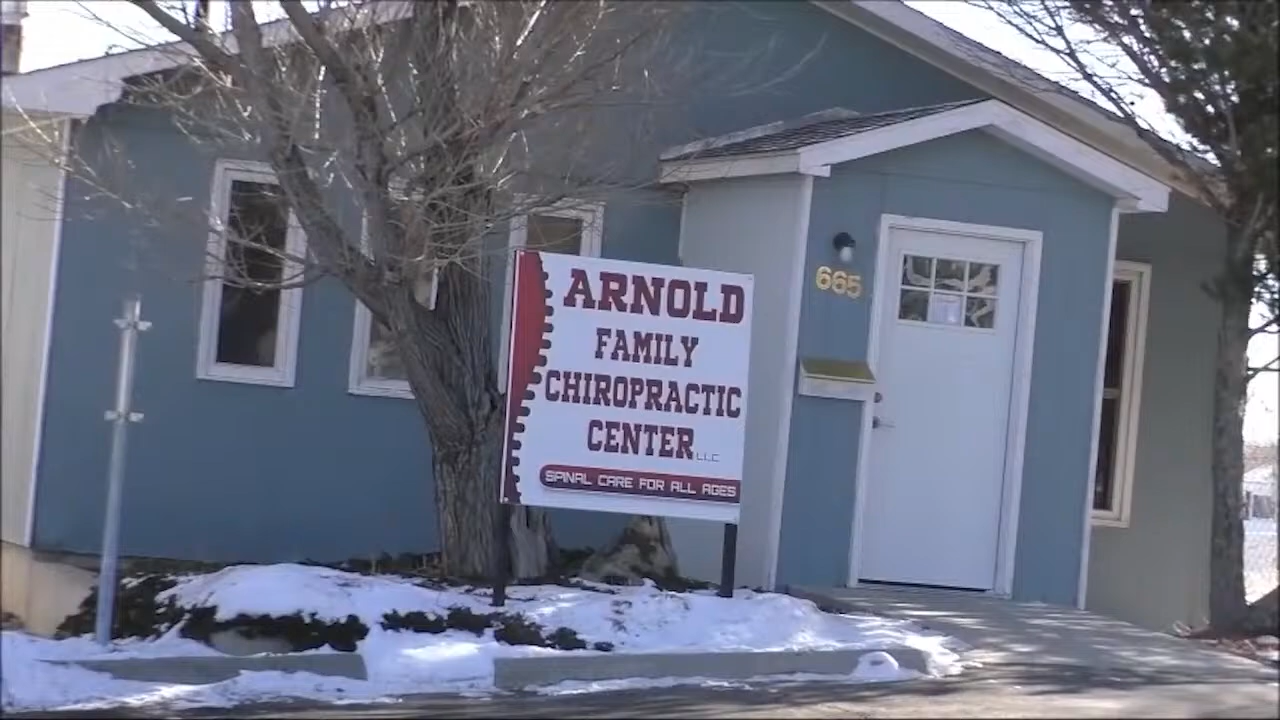 665
ARNOLD
FAMILY
CHIROPRACTIC
CENTER LLC
SPINAL CARE FOR ALL AGES